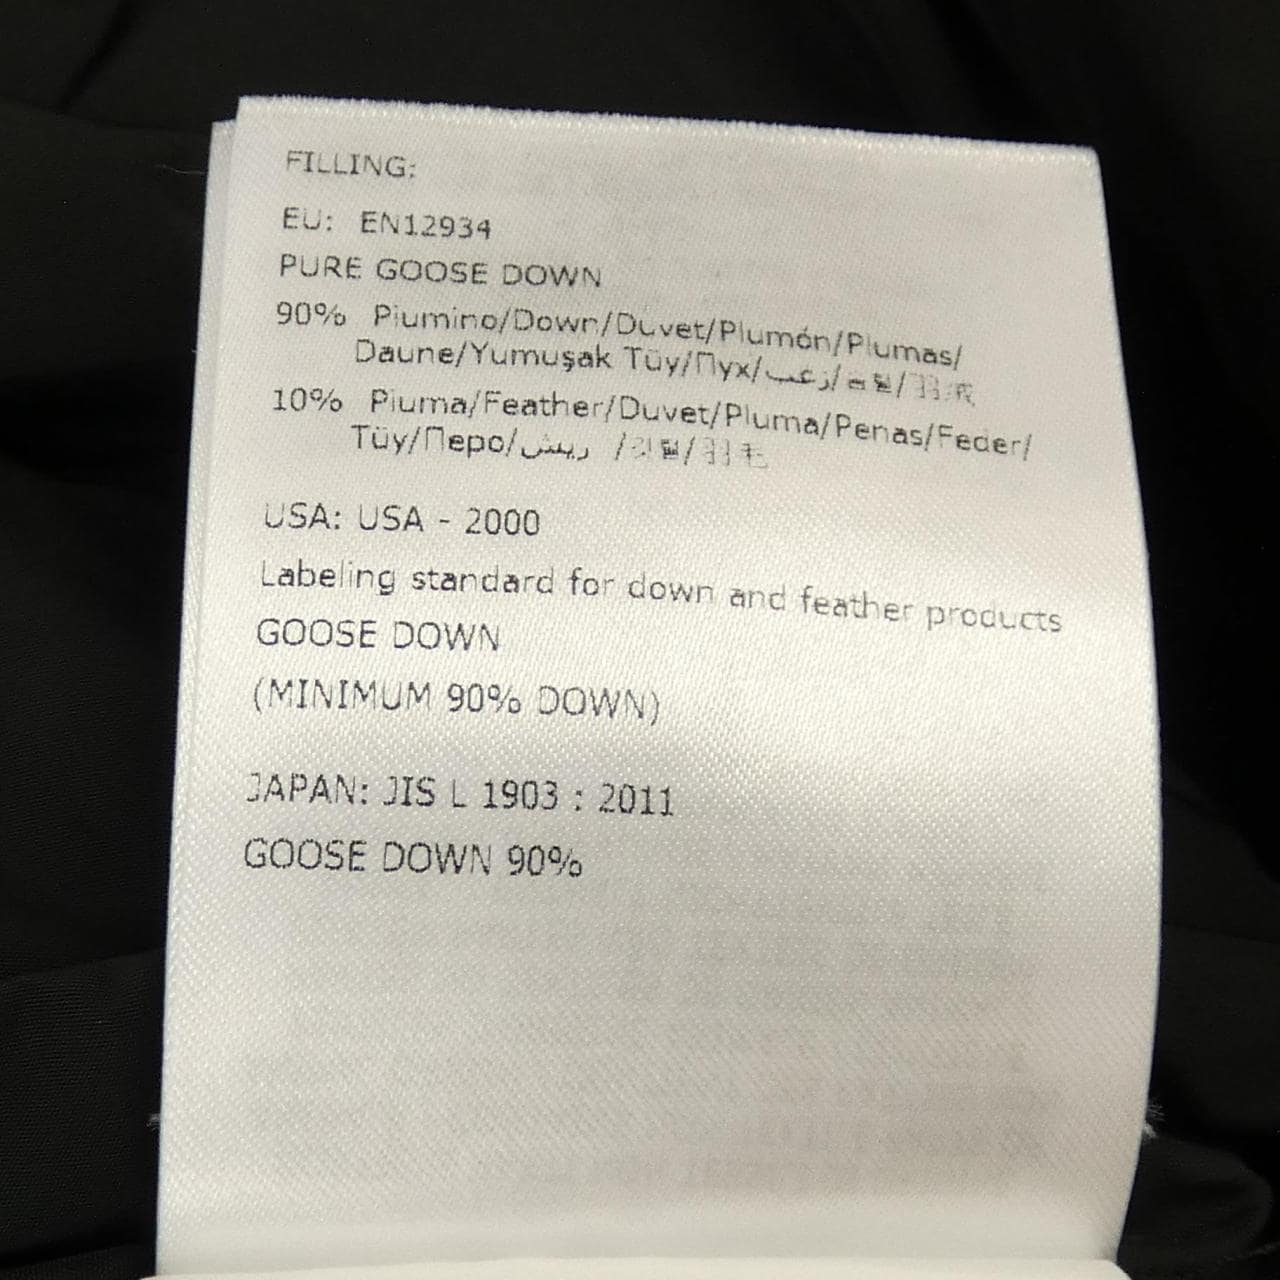 FILLING:
EU: EN12934
PURE GOOSE DOWN
90% Piumino/Down/Duvet/Plumón/Plumas/
Daune/Yumuşak Tüy/Пух/زغب/
10% Piuma/Feather/Duvet/Pluma/Penas/Feder/
Tüy/Перо/ريش/
USA: USA - 2000
Labeling standard for down and feather products
GOOSE DOWN
(MINIMUM 90% DOWN)
JAPAN: JIS L 1903 : 2011
GOOSE DOWN 90%